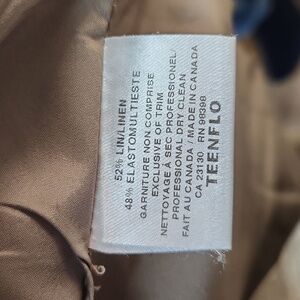 52% LIN/LINEN
48% ELASTOMULTIESTE
GARNITURE NON COMPRISE
EXCLUSIVE OF TRIM
NETTOYAGE À SEC PROFESSIONNEL/
PROFESSIONAL DRY CLEAN
FAIT AU CANADA / MADE IN CANADA
CA 23130 RN 98398
TEENFLO